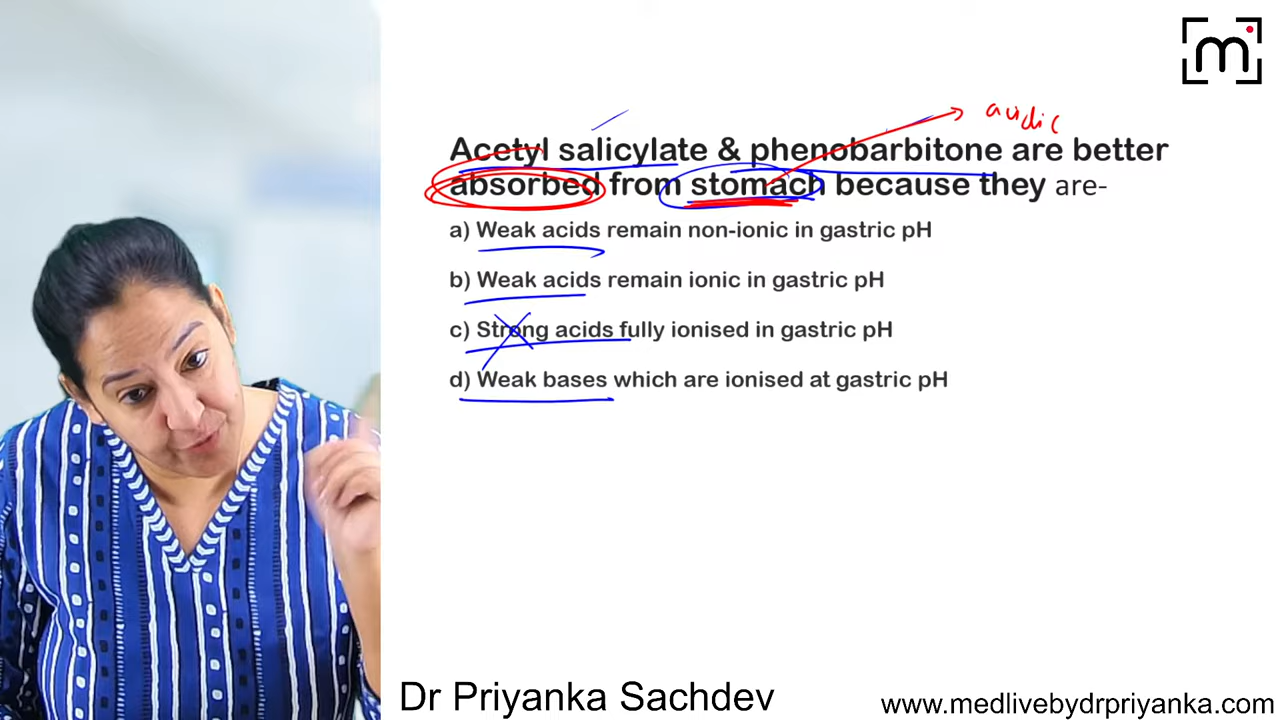 m
acidic
Acetyl salicylate & phenobarbitone are better
absorbed from stomach because they are-
a) Weak acids remain non-ionic in gastric pH
b) Weak acids remain ionic in gastric pH
c) Strong acids fully ionised in gastric pH
d) Weak bases which are ionised at gastric pH
Dr Priyanka Sachdev
www.medlivebydrpriyanka.com